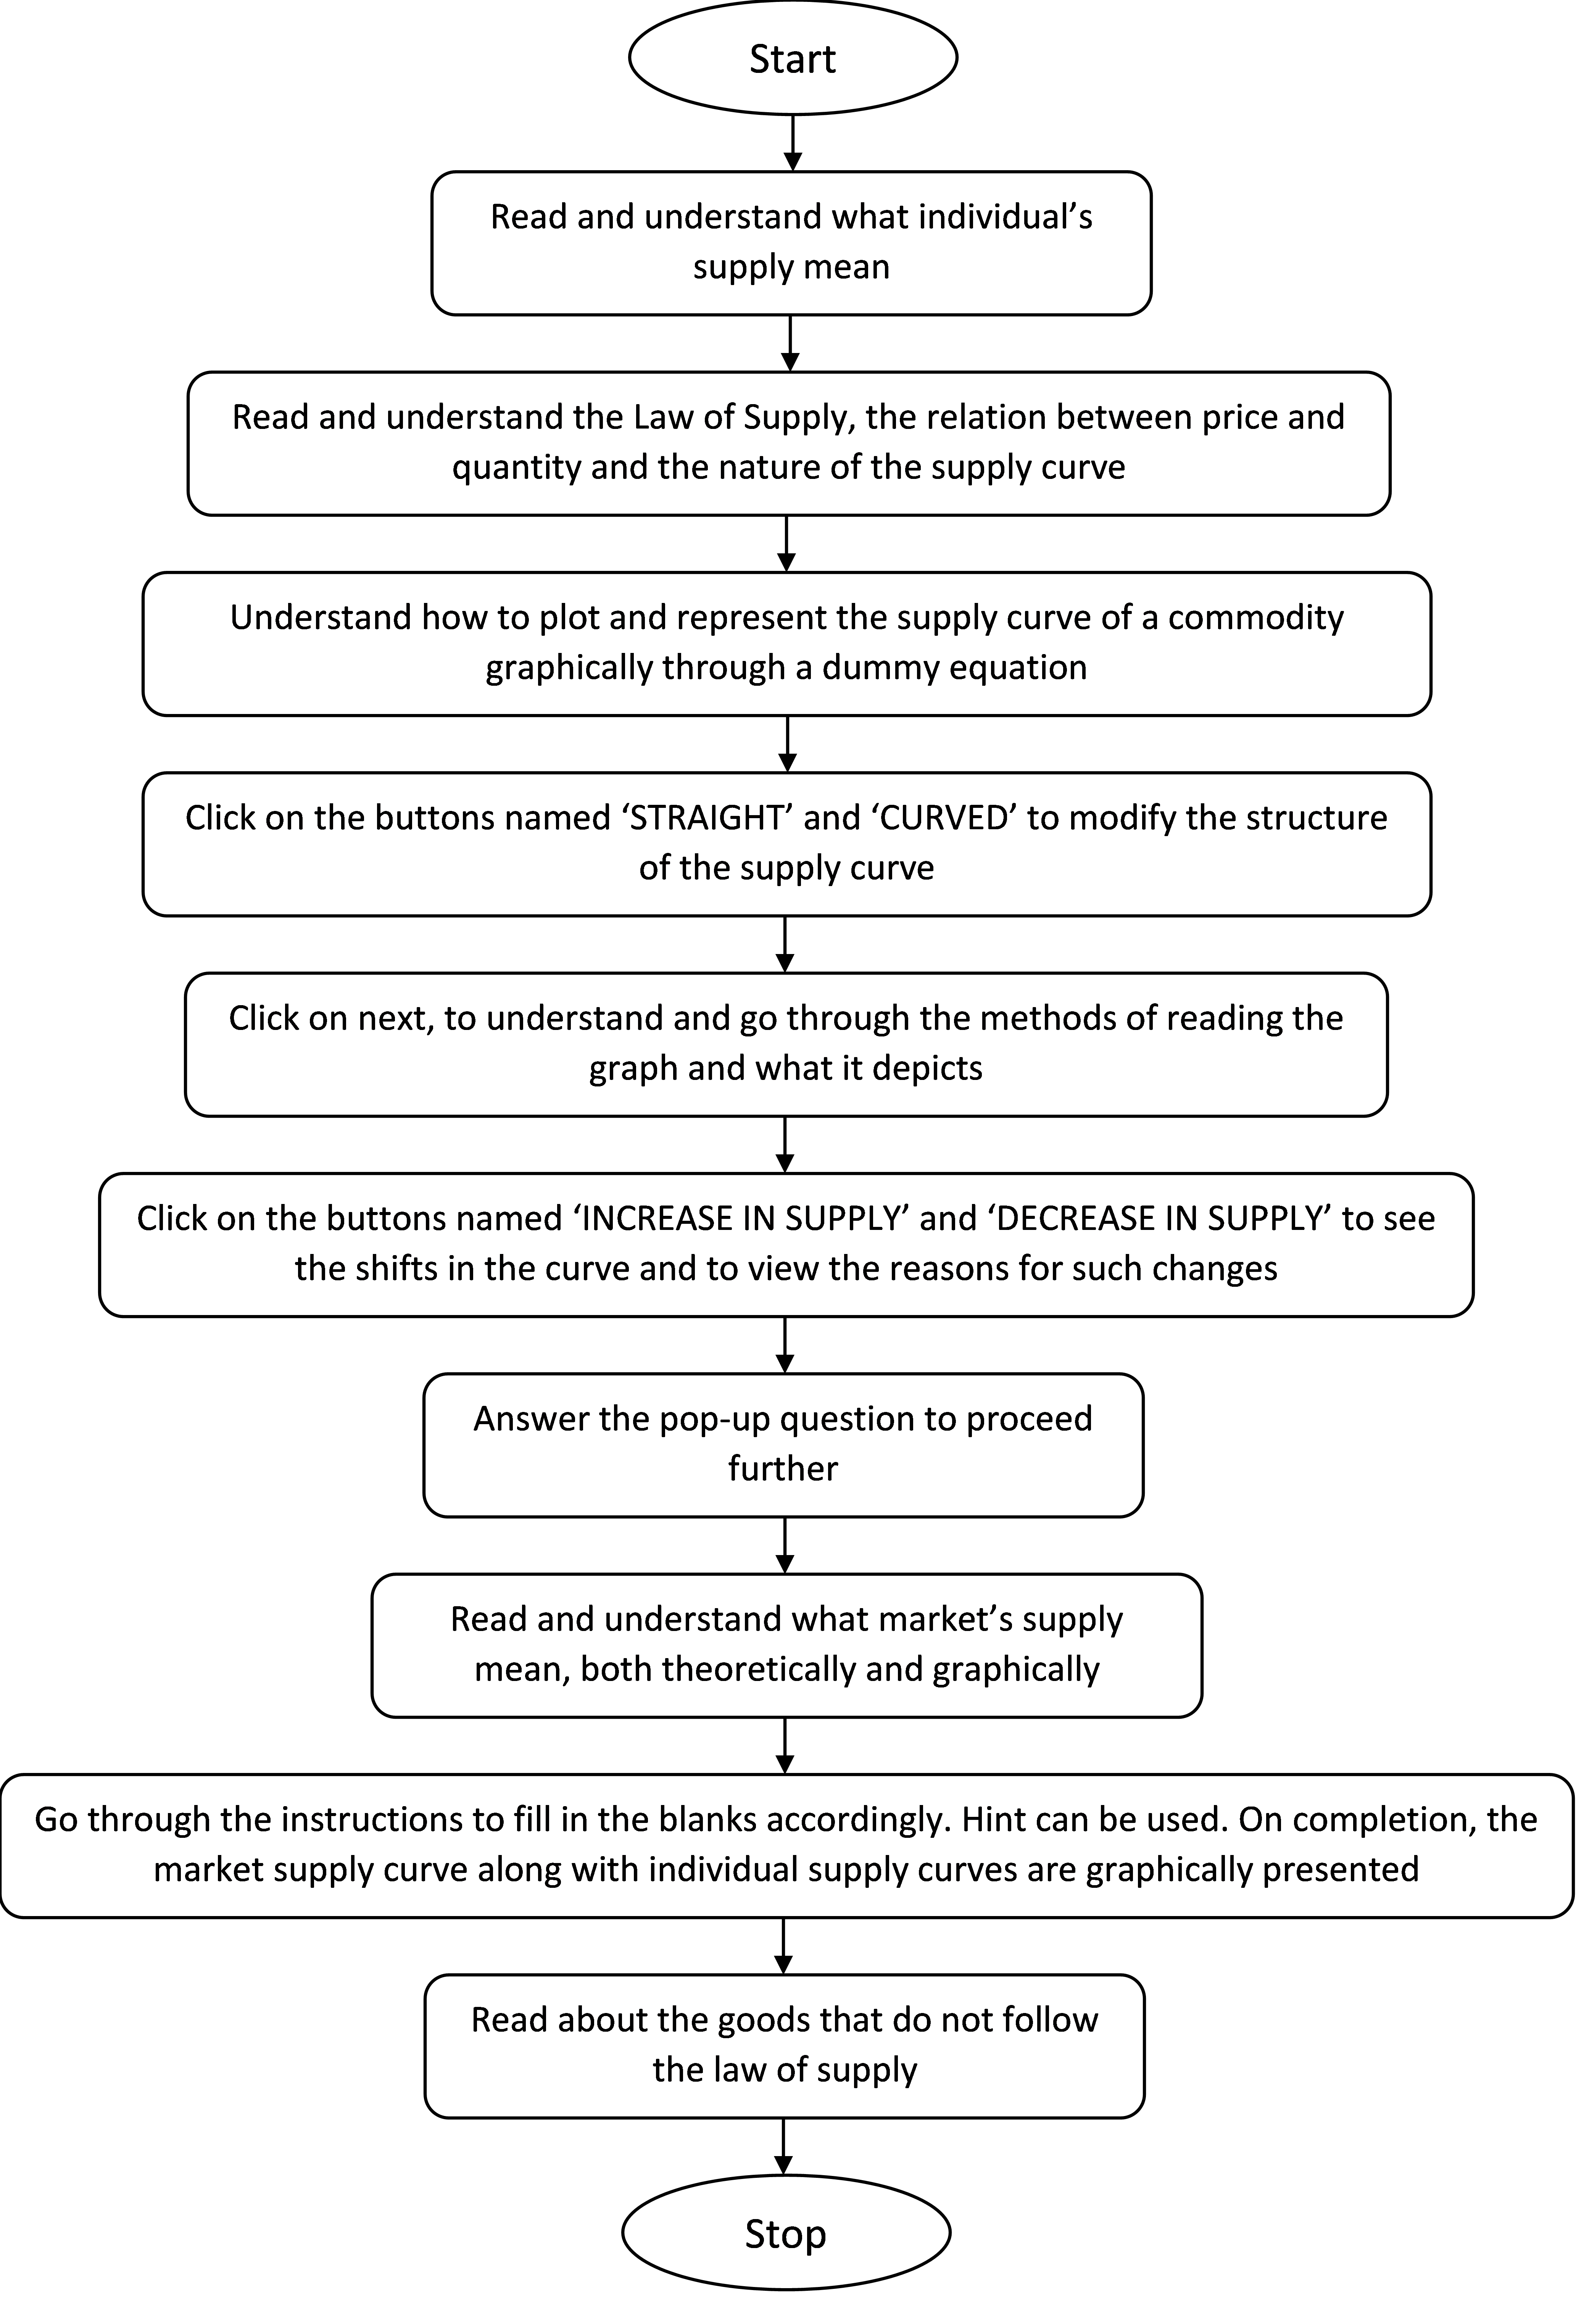 Start
Read and understand what individual’s
supply mean
Read and understand the Law of Supply, the relation between price and
quantity and the nature of the supply curve
Understand how to plot and represent the supply curve of a commodity
graphically through a dummy equation
Click on the buttons named ‘STRAIGHT’ and ‘CURVED’ to modify the structure
of the supply curve
Click on next, to understand and go through the methods of reading the
graph and what it depicts
Click on the buttons named ‘INCREASE IN SUPPLY’ and ‘DECREASE IN SUPPLY’ to see
the shifts in the curve and to view the reasons for such changes
Answer the pop-up question to proceed
further
Read and understand what market’s supply
mean, both theoretically and graphically
Go through the instructions to fill in the blanks accordingly. Hint can be used. On completion, the
market supply curve along with individual supply curves are graphically presented
Read about the goods that do not follow
the law of supply
Stop